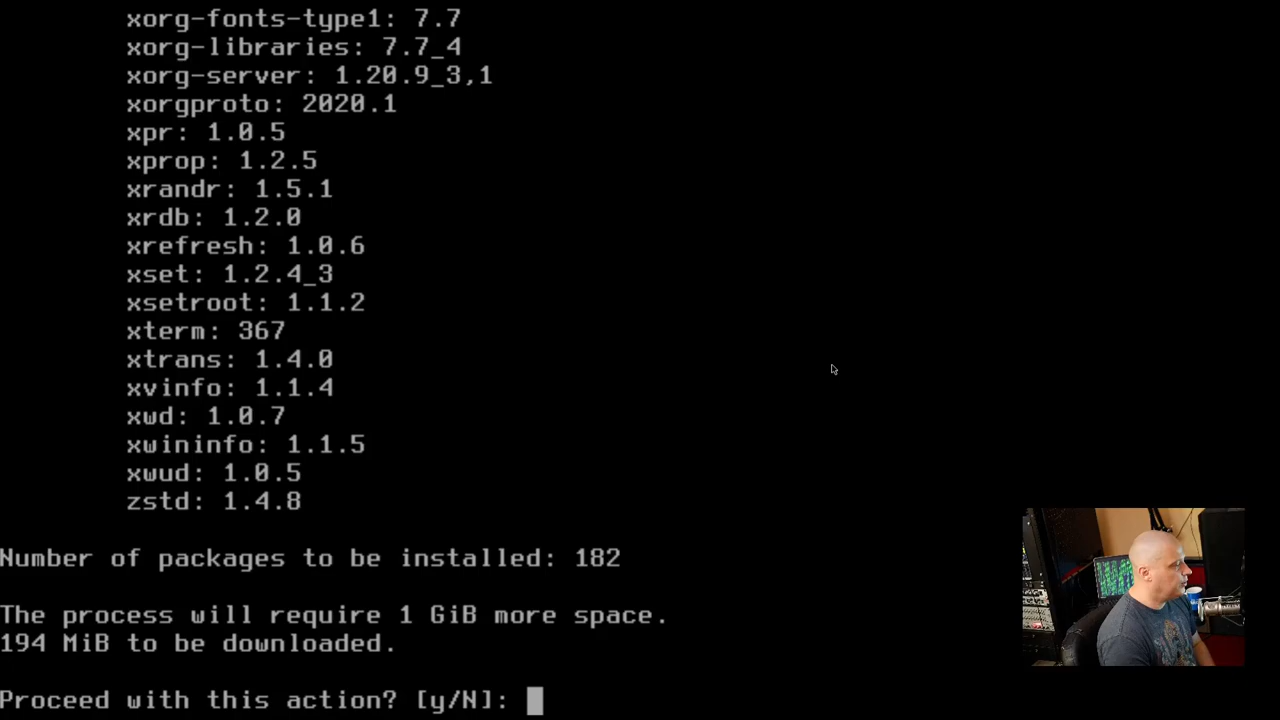 xorg-fonts-type1: 7.7
xorg-libraries: 7.7_4
xorg-server: 1.20.9_3,1
xorgproto: 2020.1
xpr: 1.0.5
xprop: 1.2.5
xrandr: 1.5.1
xrdb: 1.2.0
xrefresh: 1.0.6
xset: 1.2.4_3
xsetroot: 1.1.2
xterm: 367
xtrans: 1.4.0
xvinfo: 1.1.4
xwd: 1.0.7
xwininfo: 1.1.5
xwud: 1.0.5
zstd: 1.4.8
Number of packages to be installed: 182
The process will require 1 GiB more space.
194 MiB to be downloaded.
Proceed with this action? [y/N]: